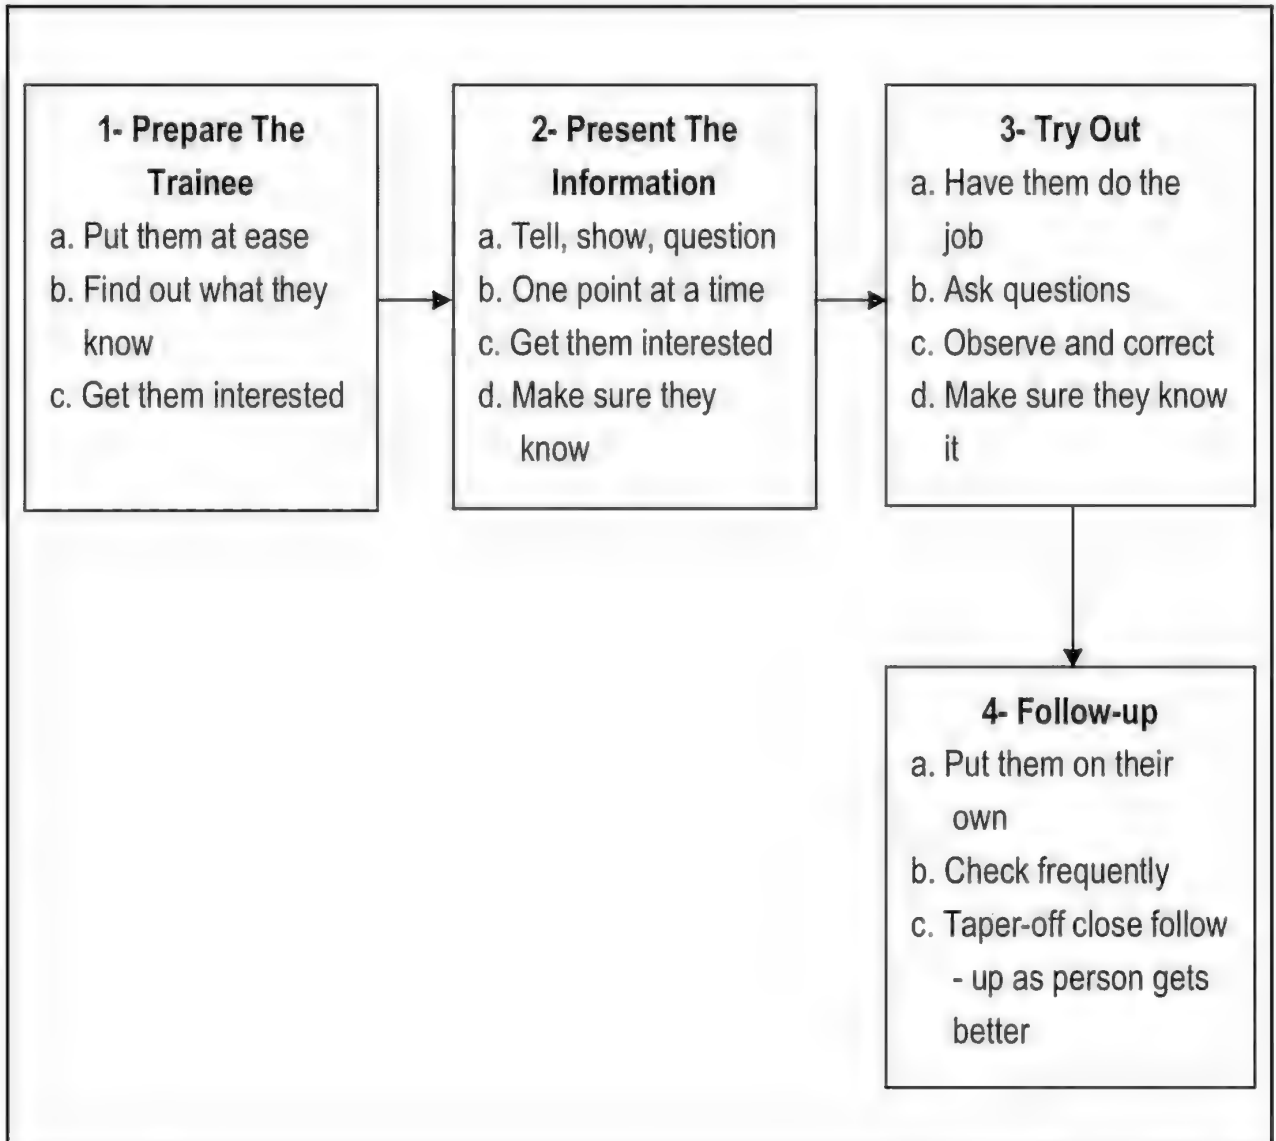 1- Prepare The
Trainee
a. Put them at ease
b. Find out what they
know
c. Get them interested
2- Present The
Information
a. Tell, show, question
b. One point at a time
c. Get them interested
d. Make sure they
know
3- Try Out
a. Have them do the
job
b. Ask questions
c. Observe and correct
d. Make sure they know
it
4- Follow-up
a. Put them on their
own
b. Check frequently
c. Taper-off close follow
- up as person gets
better